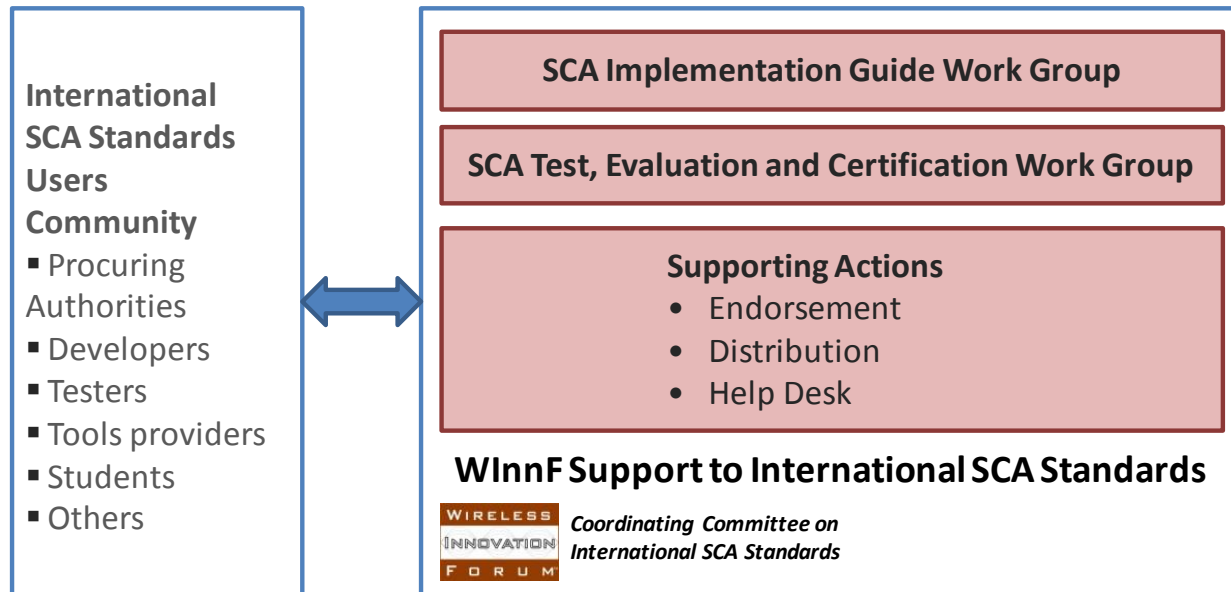 International
SCA Standards
Users
Community
▪ Procuring
Authorities
▪ Developers
▪ Testers
▪ Tools providers
▪ Students
▪ Others
SCA Implementation Guide Work Group
SCA Test, Evaluation and Certification Work Group
Supporting Actions
• Endorsement
• Distribution
• Help Desk
WInnF Support to International SCA Standards
WIRELESS
INNOVATION
FORUM
Coordinating Committee on
International SCA Standards